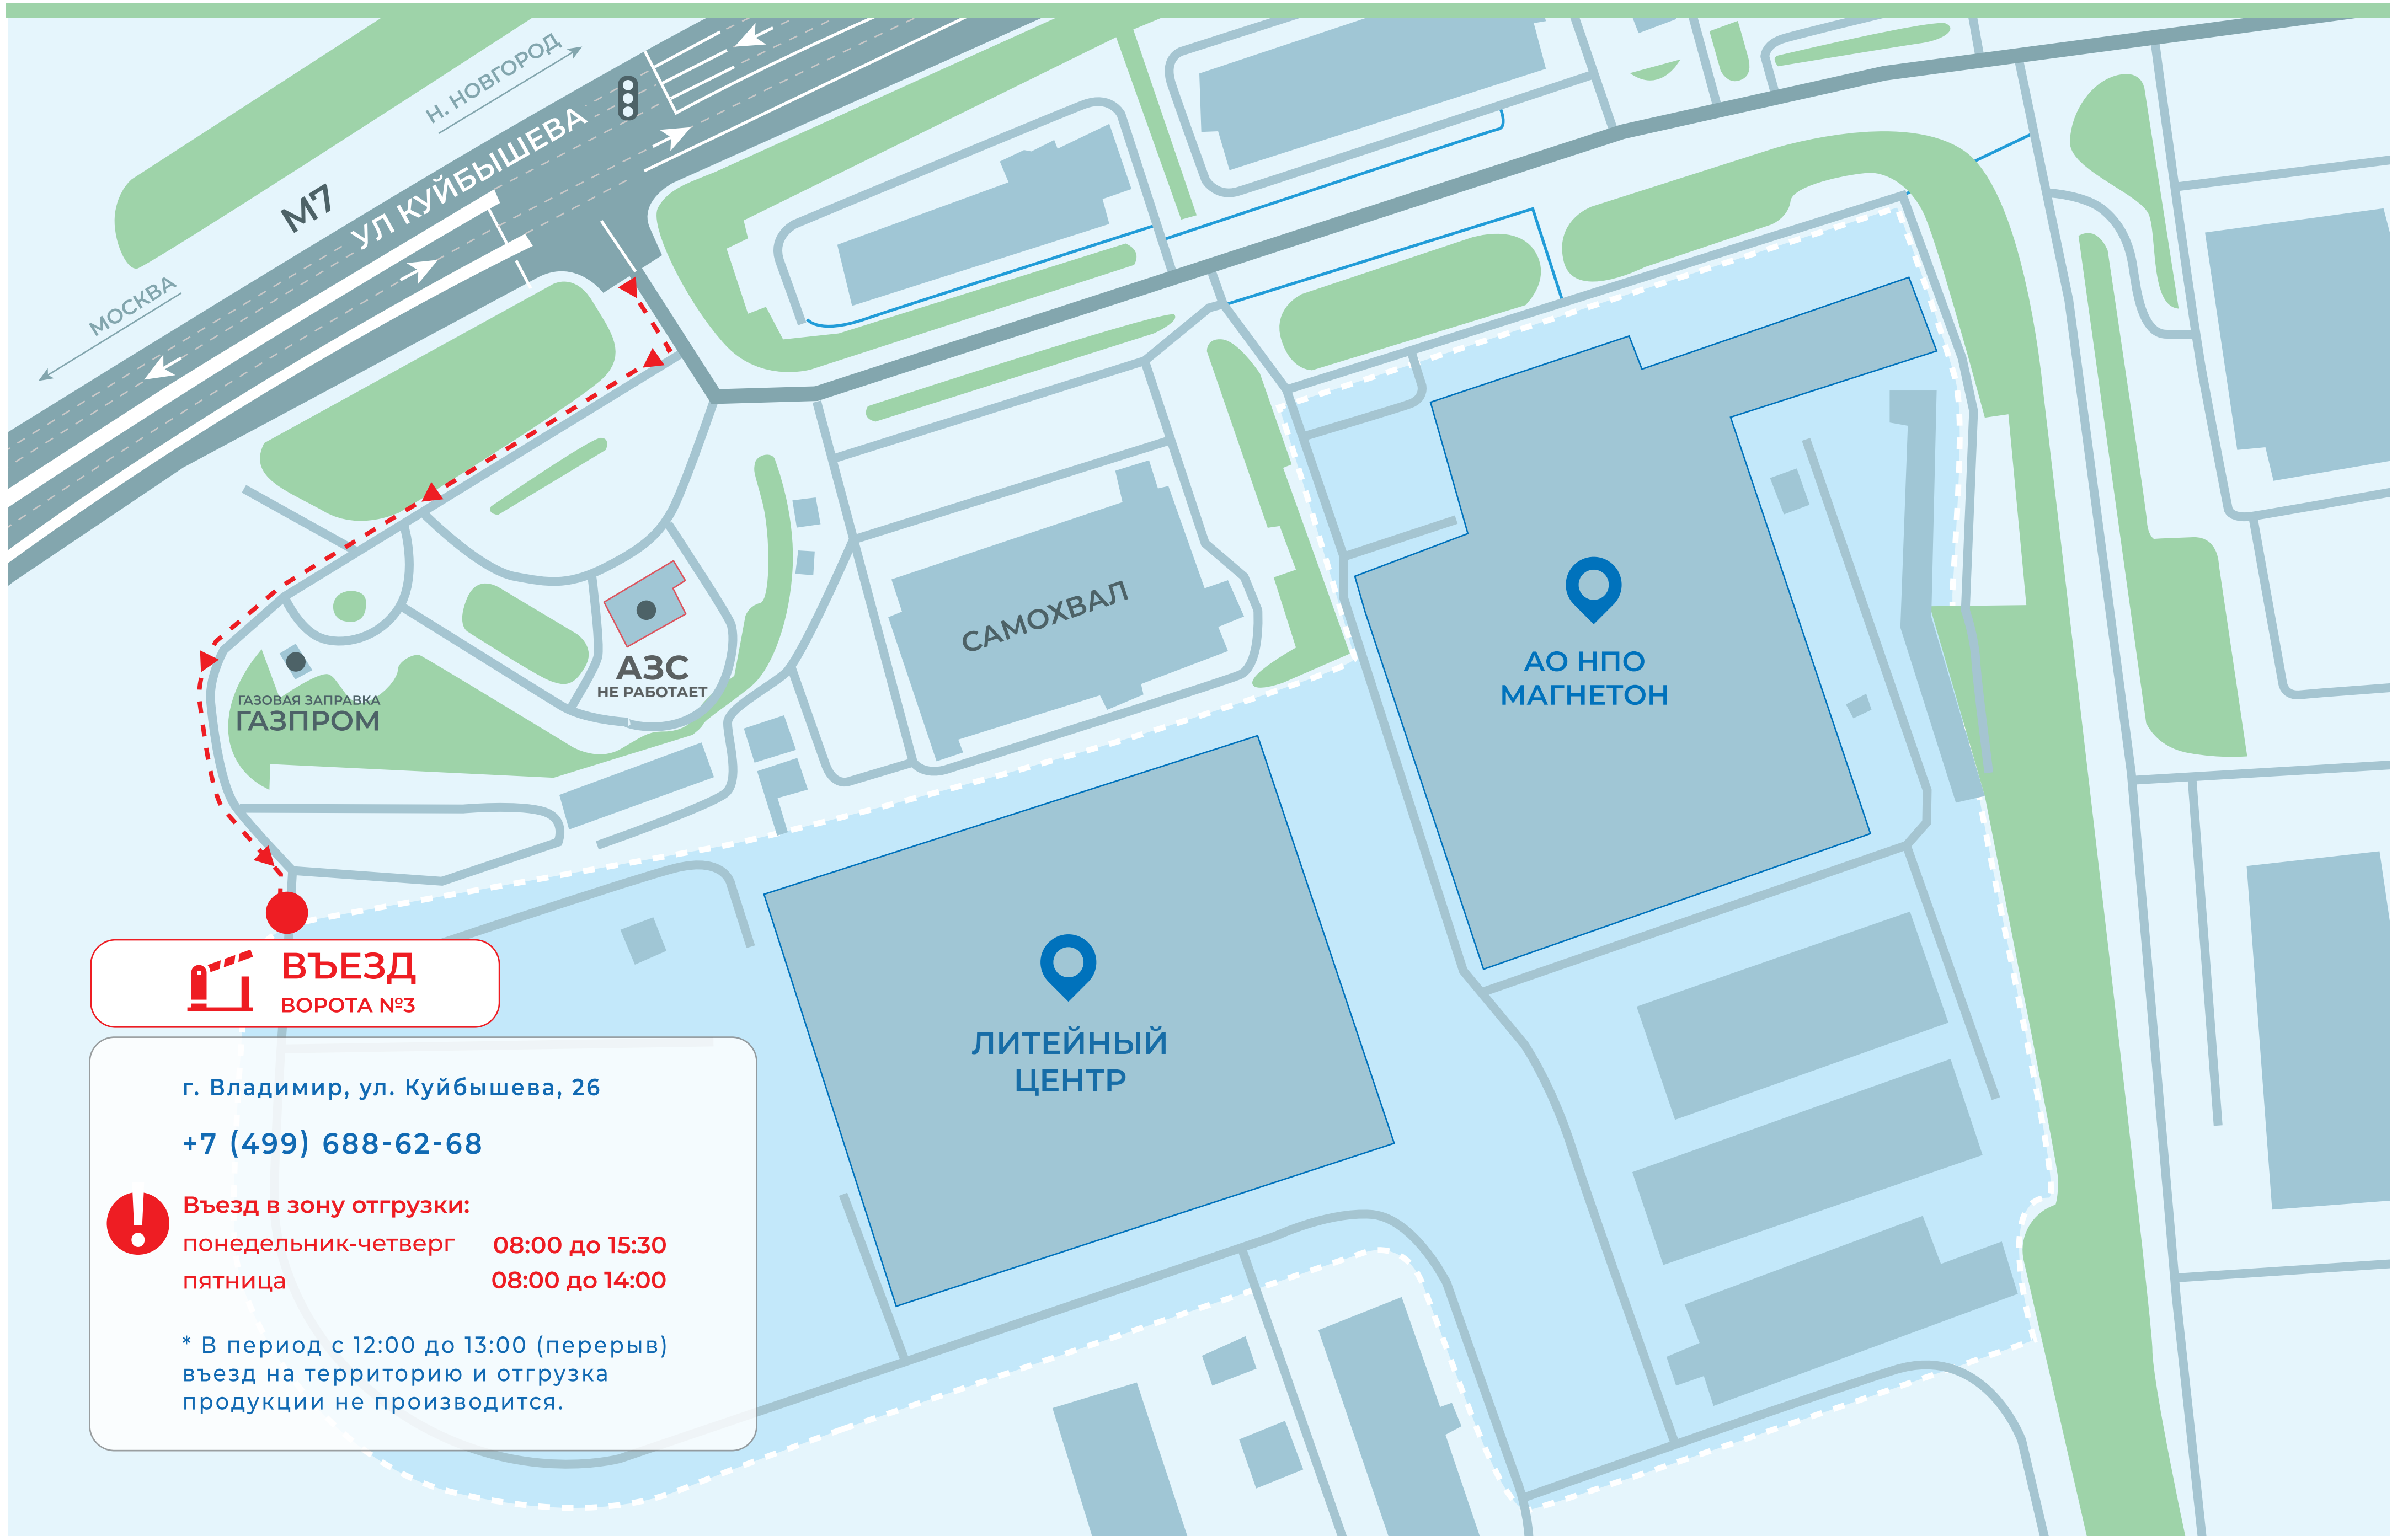 Н. НОВГОРОД
УЛ КУЙБЫШЕВА
М7
МОСКВА
САМОХВАЛ
АЗС
НЕ РАБОТАЕТ
ГАЗОВАЯ ЗАПРАВКА
ГАЗПРОМ
АО НПО
МАГНЕТОН
ЛИТЕЙНЫЙ
ЦЕНТР
ВЪЕЗД
ВОРОТА №3
г. Владимир, ул. Куйбышева, 26
+7 (499) 688-62-68
Въезд в зону отгрузки:
понедельник-четверг 08:00 до 15:30
пятница 08:00 до 14:00
* В период с 12:00 до 13:00 (перерыв)
въезд на территорию и отгрузка
продукции не производится.